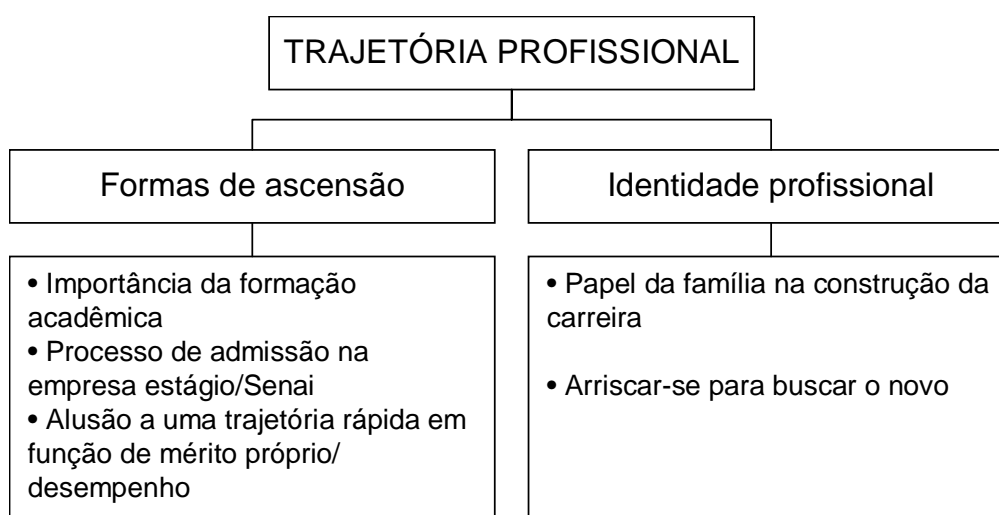 TRAJETÓRIA PROFISSIONAL
Formas de ascensão
• Importância da formação
acadêmica
• Processo de admissão na
empresa estágio/Senai
• Alusão a uma trajetória rápida em
função de mérito próprio/
desempenho
Identidade profissional
• Papel da família na construção da
carreira
• Arriscar-se para buscar o novo